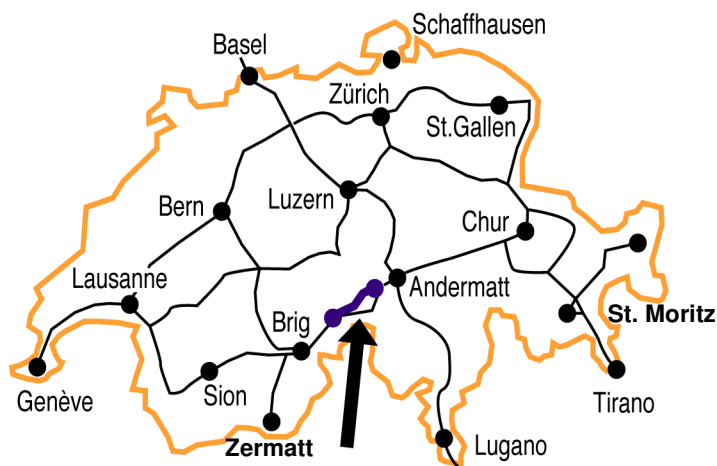 Schaffhausen
Basel
Zürich
St.Gallen
Luzern
Bern
Chur
Lausanne
Andermatt
Brig
St. Moritz
Genève
Sion
Tirano
Zermatt
Lugano